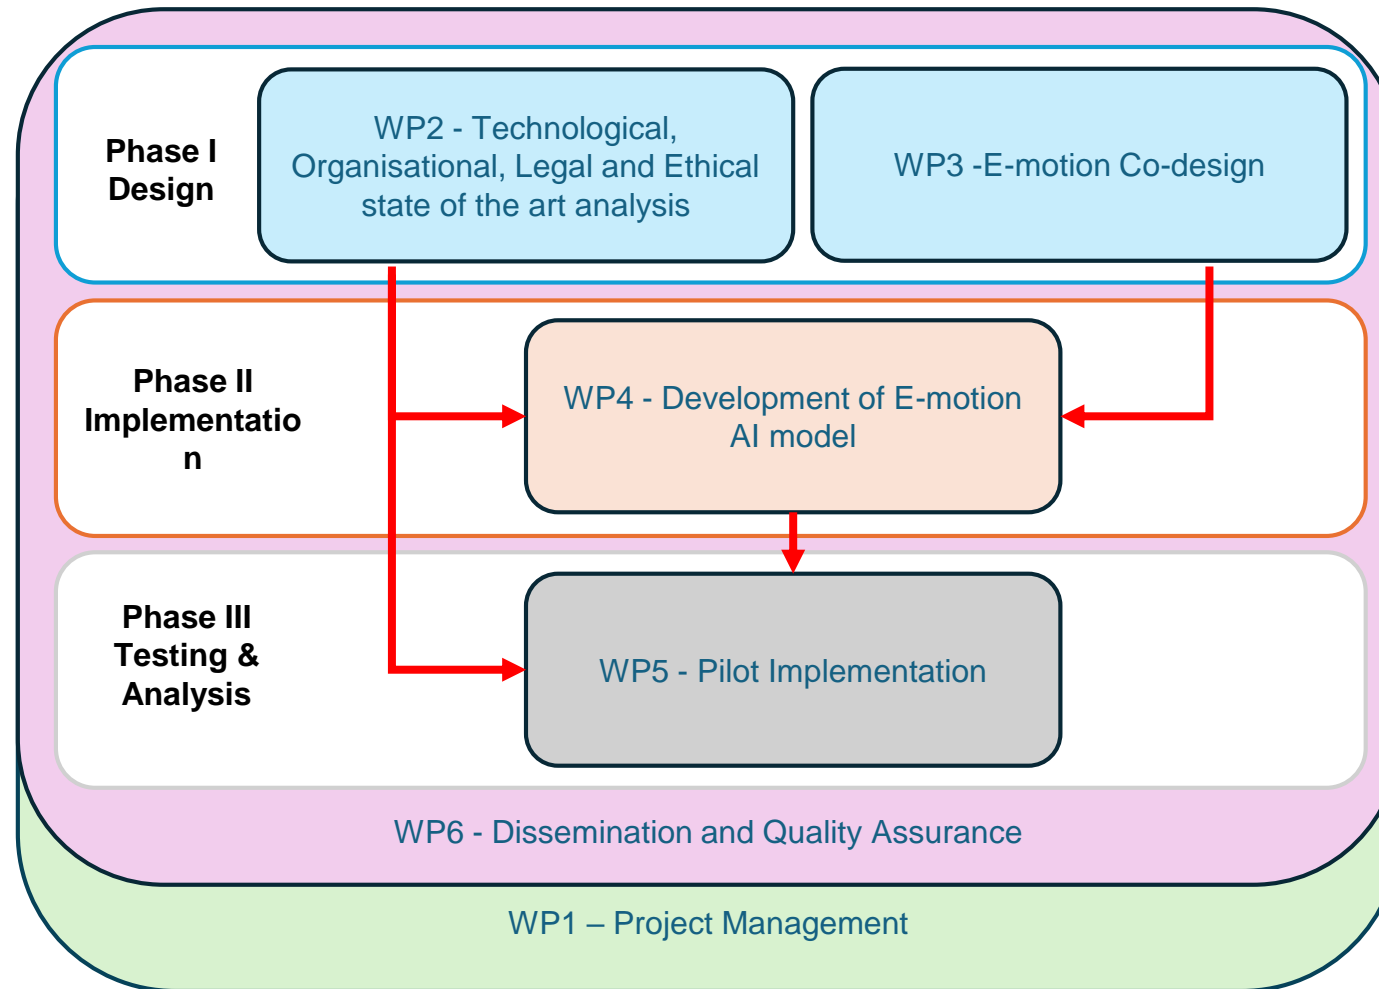 Phase I
Design
WP2 - Technological,
Organisational, Legal and Ethical
state of the art analysis
WP3 -E-motion Co-design
Phase II
Implementatio
n
WP4 - Development of E-motion
AI model
Phase III
Testing &
Analysis
WP5 - Pilot Implementation
WP6 - Dissemination and Quality Assurance
WP1 – Project Management